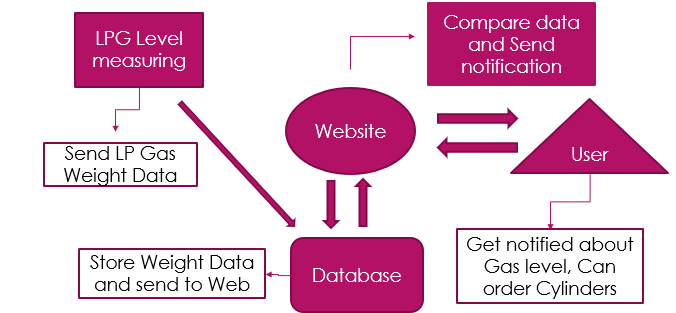 LPG Level
measuring
Compare data
and Send
notification
Website
User
Send LP Gas
Weight Data
Store Weight Data
and send to Web
Database
Get notified about
Gas level, Can
order Cylinders